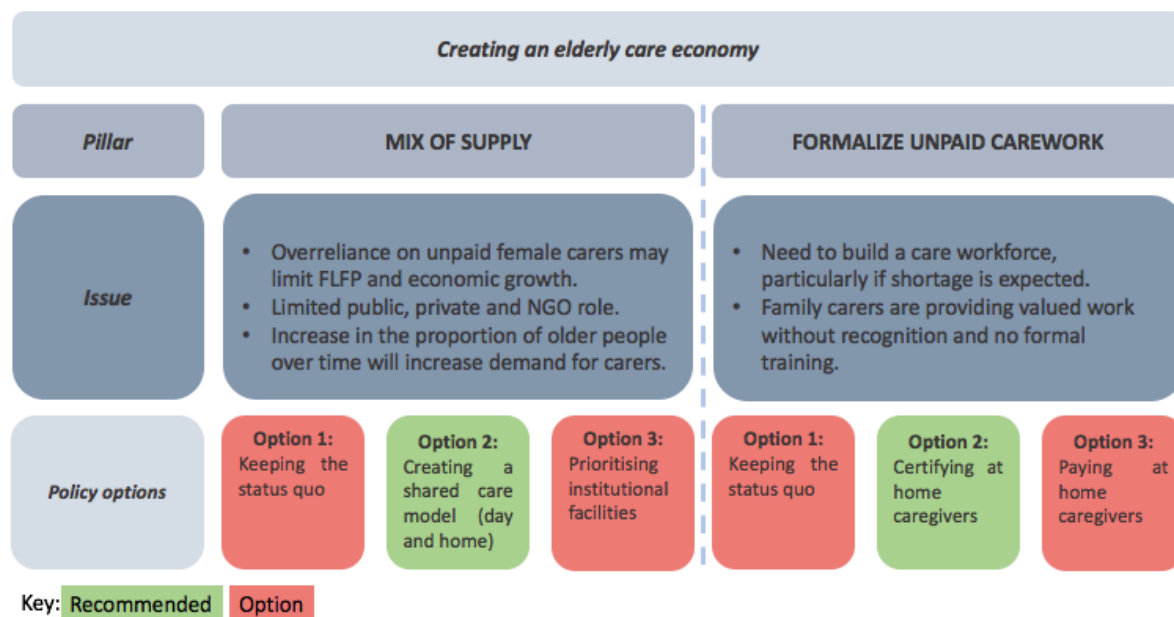 Creating an elderly care economy
Pillar
MIX OF SUPPLY
FORMALIZE UNPAID CAREWORK
Issue
• Overreliance on unpaid female carers may
limit FLFP and economic growth.
• Limited public, private and NGO role.
• Increase in the proportion of older people
over time will increase demand for carers.
• Need to build a care workforce,
particularly if shortage is expected.
• Family carers are providing valued work
without recognition and no formal
training.
Policy options
Option 1:
Keeping the
status quo
Option 2:
Creating a
shared care
model (day
and home)
Option 3:
Prioritising
institutional
facilities
Option 1:
Keeping the
status quo
Option 2:
Certifying at
home
caregivers
Option 3:
Paying at
home
caregivers
Key: Recommended Option